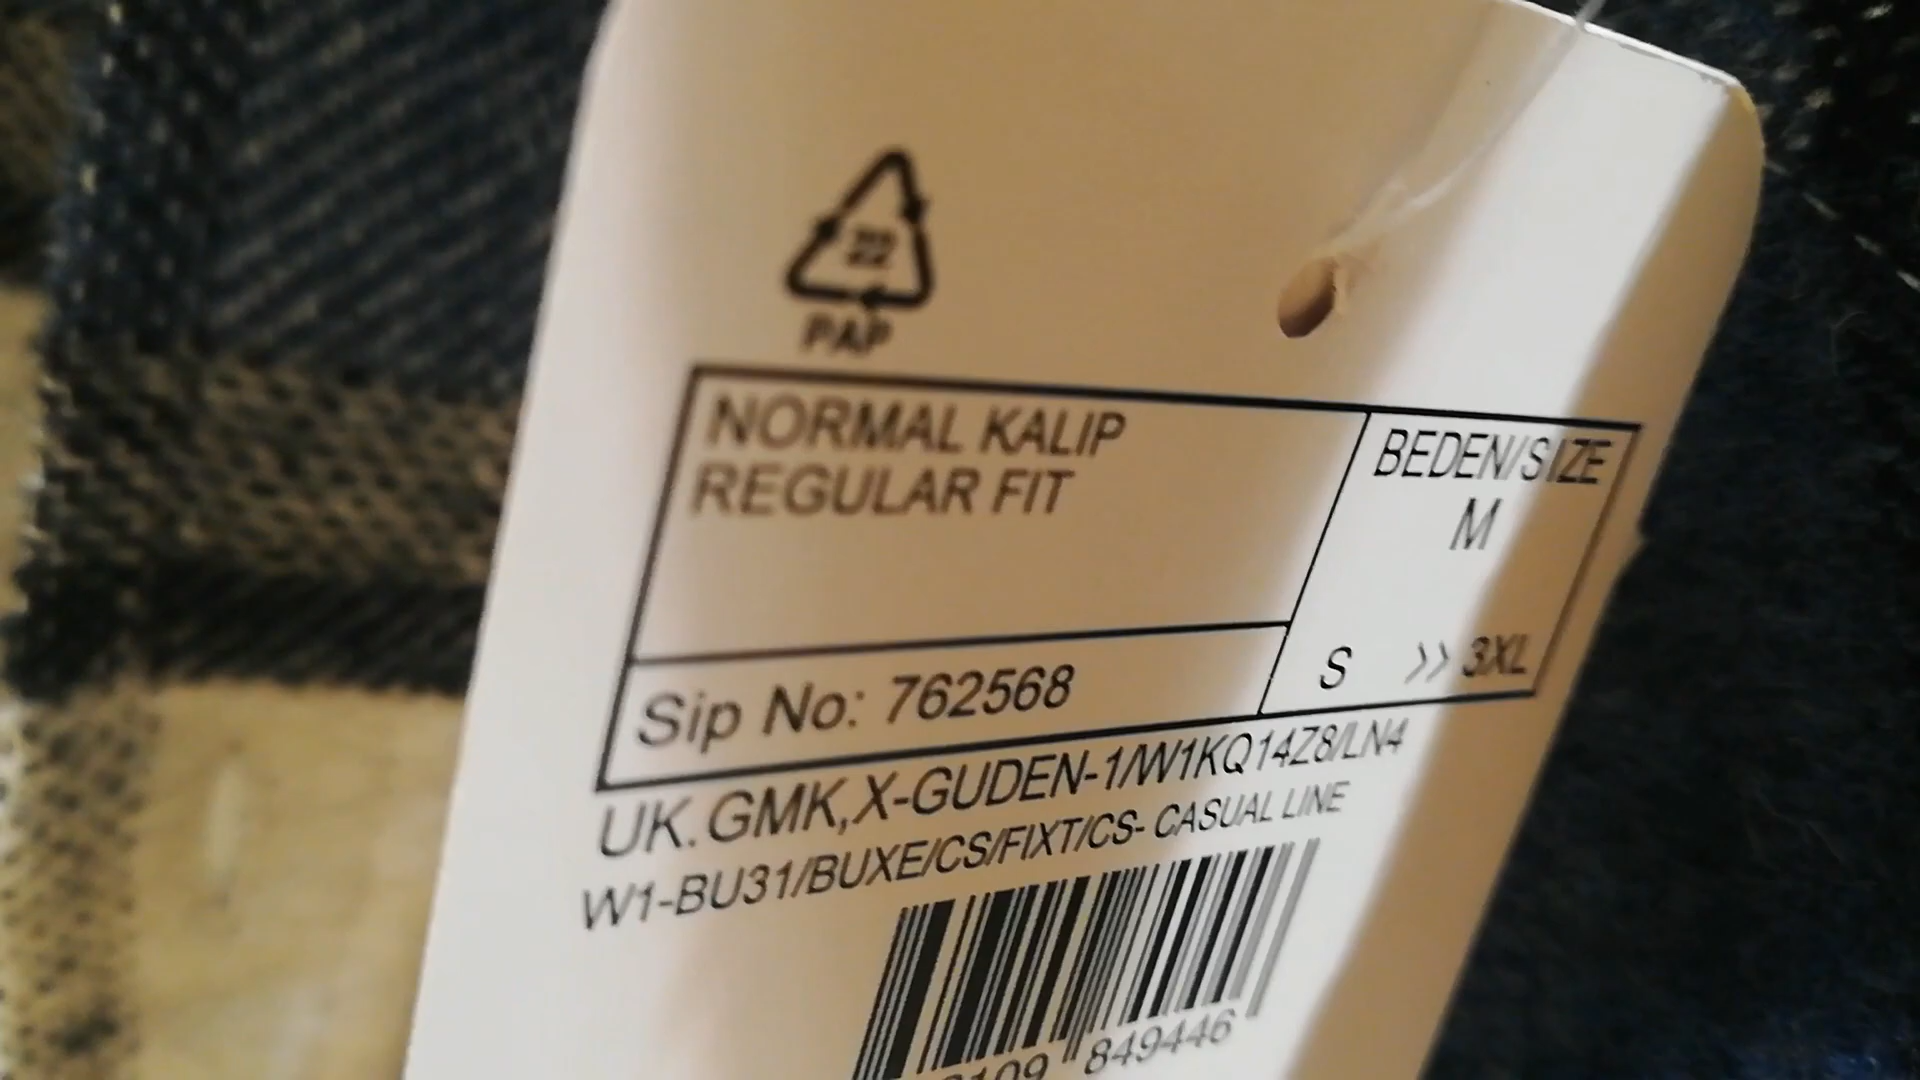 22
PAP
NORMAL KALIP
REGULAR FIT
BEDEN/SIZE
M
S >> 3XL
Sip No: 762568
UK.GMK,X-GUDEN-1/W1KQ14Z8/LN4
W1-BU31/BUXE/CS/FIXT/CS- CASUAL LINE
849446